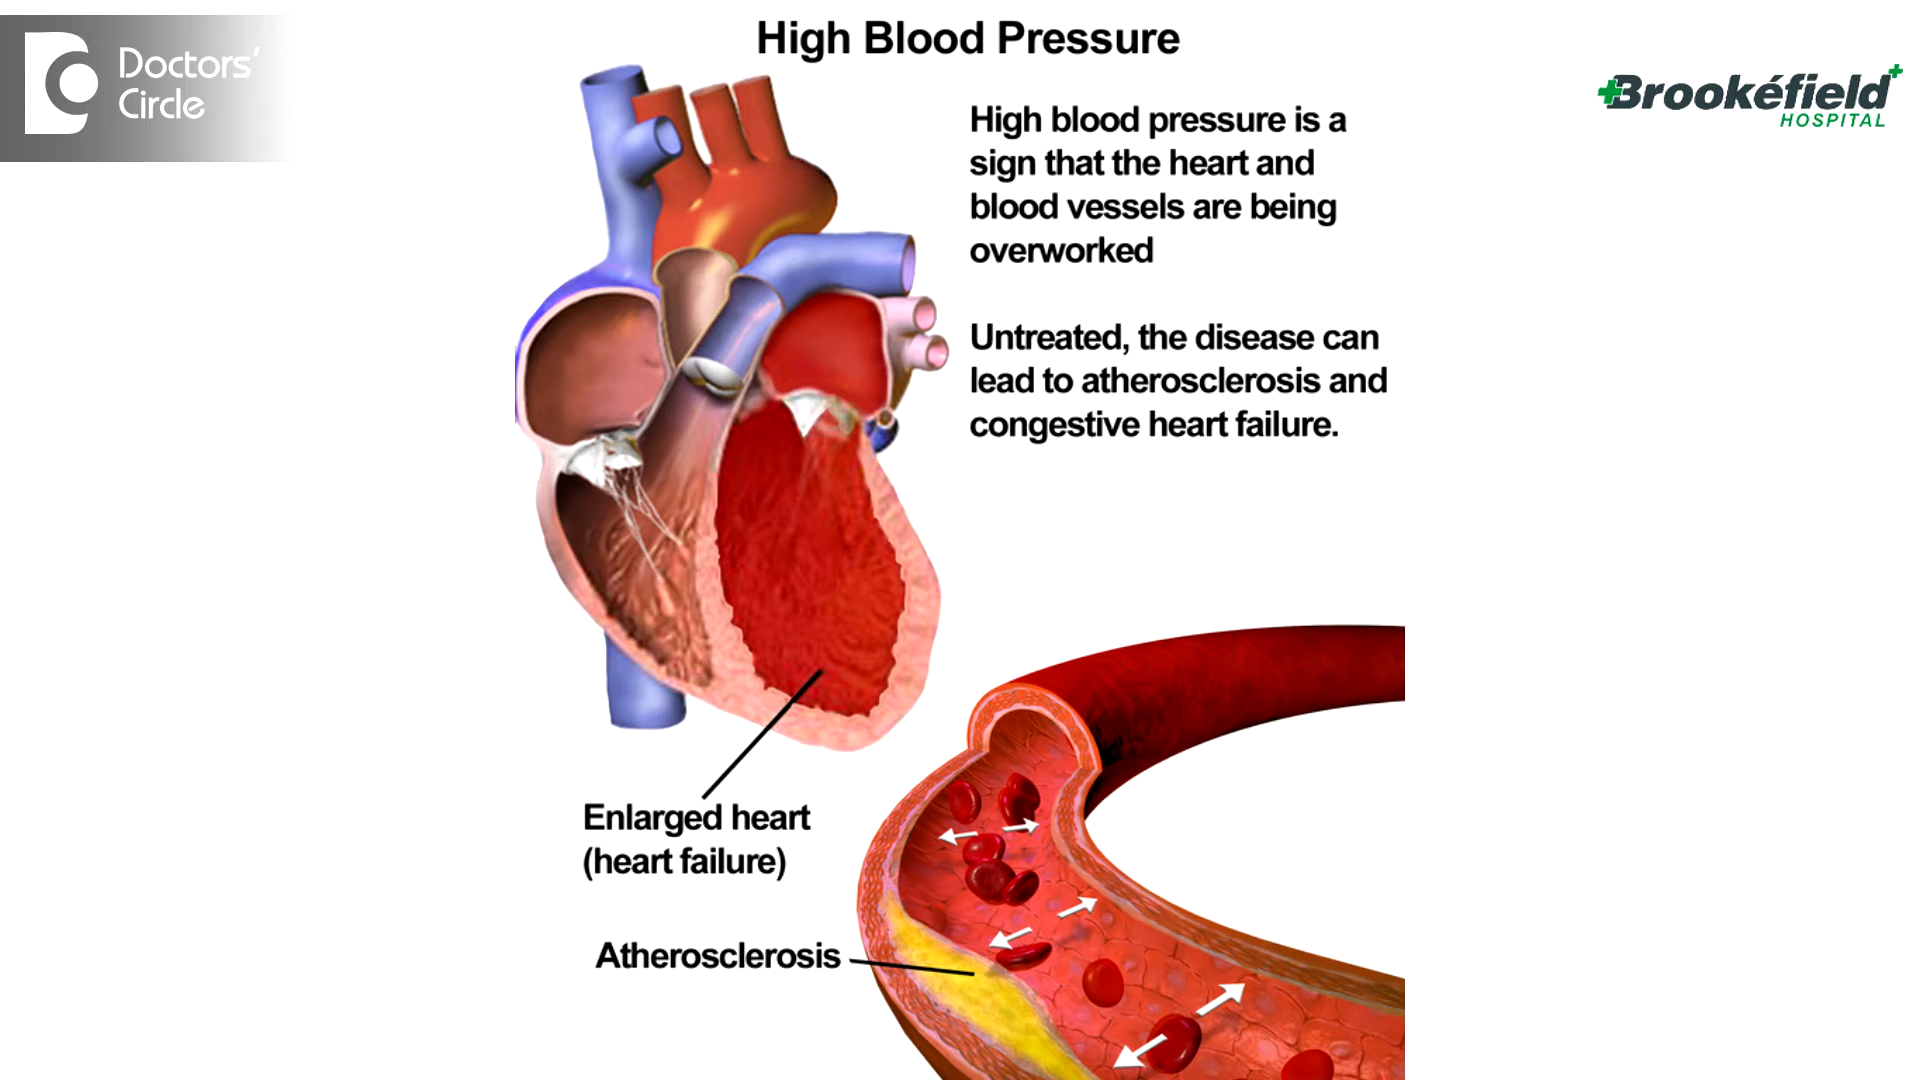 High Blood Pressure
Doctors'
Circle
Brookéfield
HOSPITAL
High blood pressure is a
sign that the heart and
blood vessels are being
overworked
Untreated, the disease can
lead to atherosclerosis and
congestive heart failure.
Enlarged heart
(heart failure)
Atherosclerosis